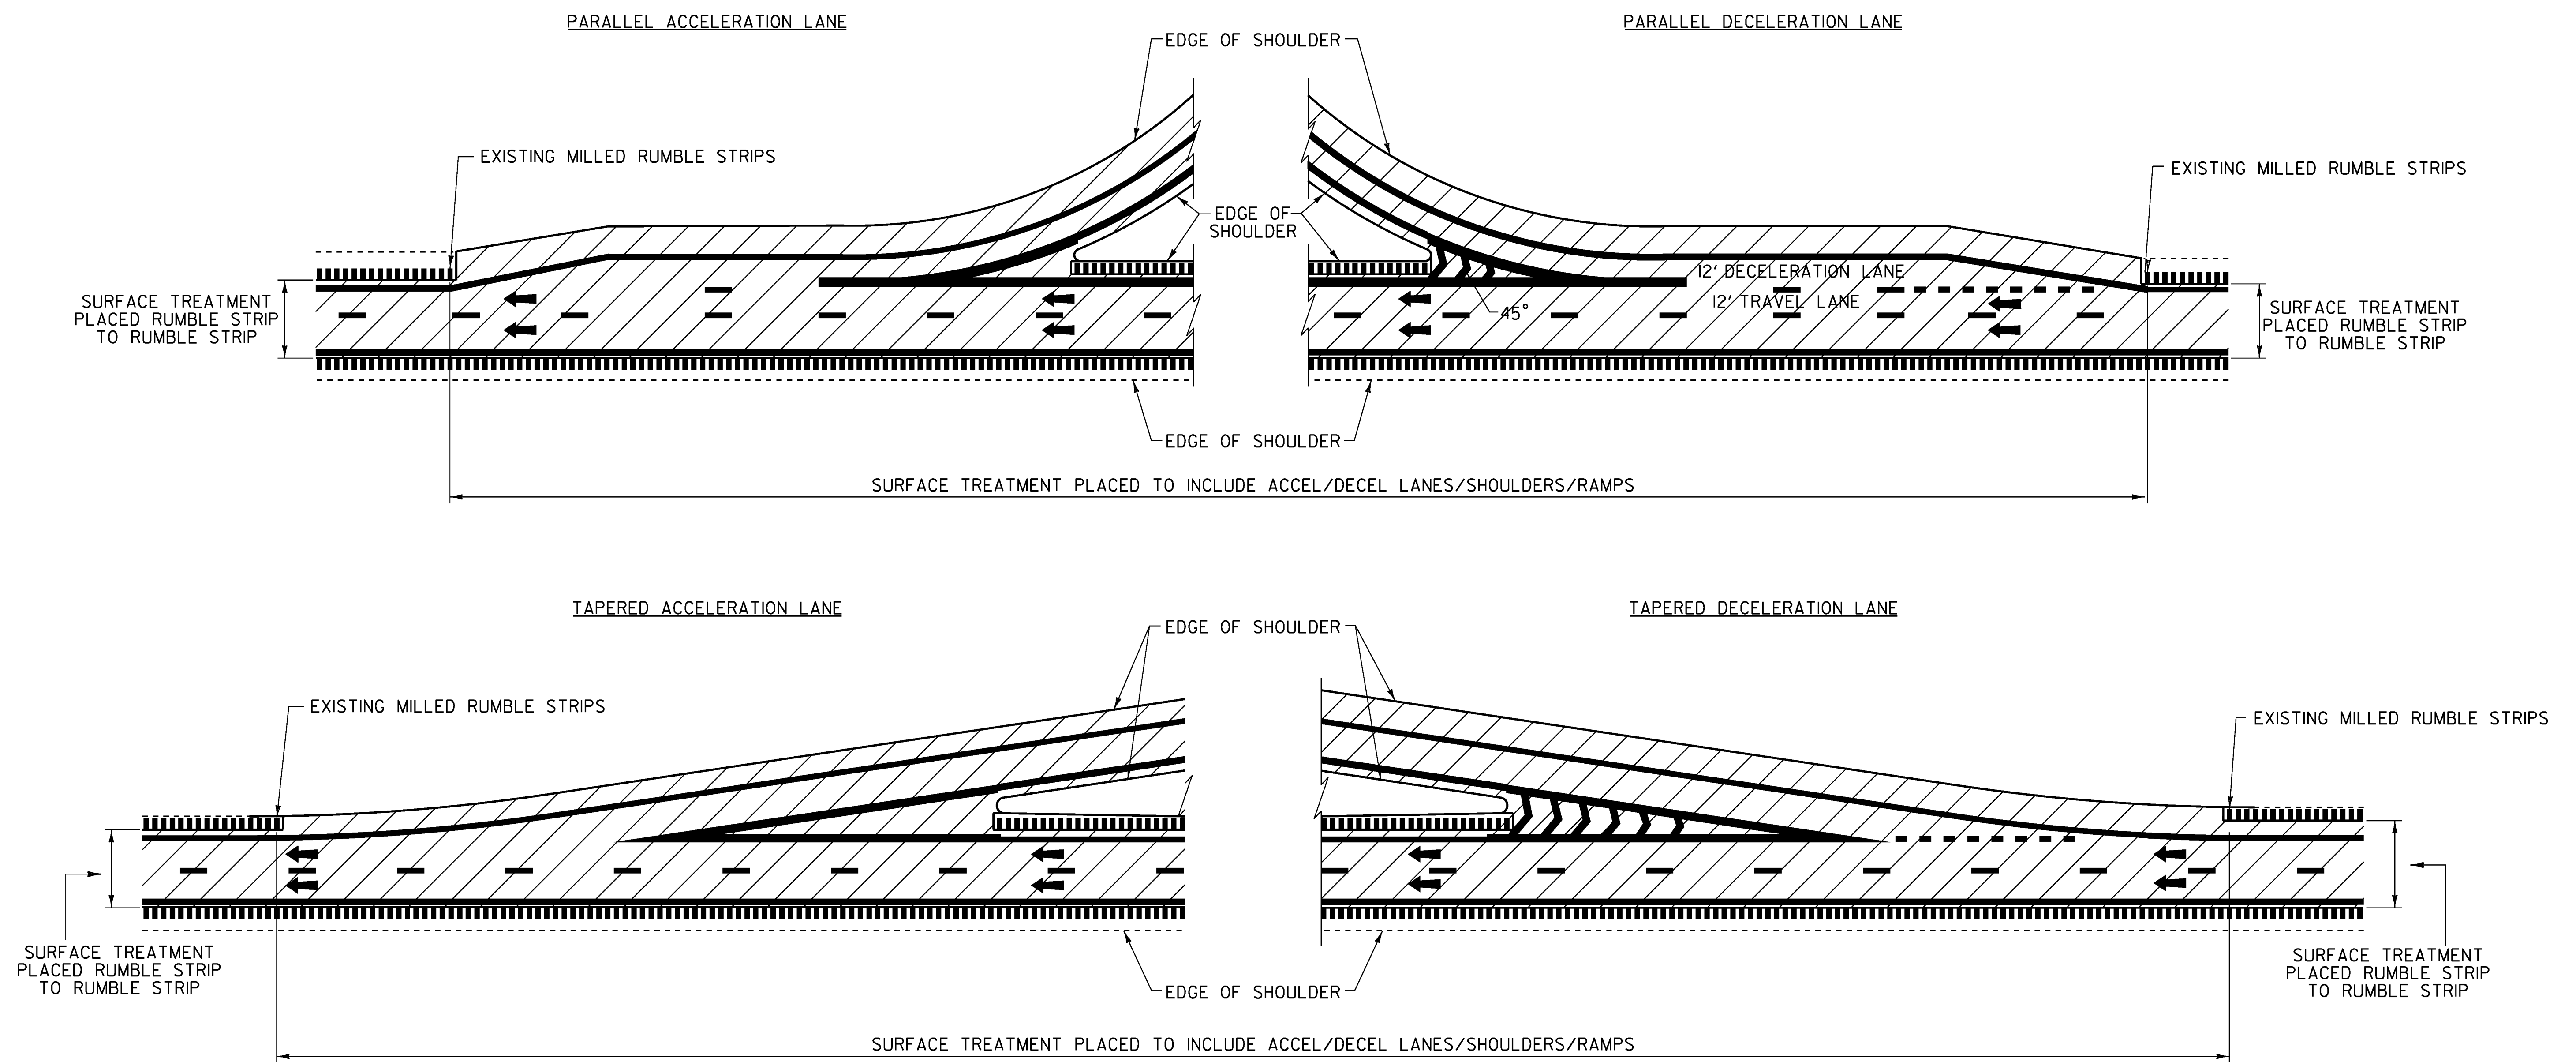 PARALLEL ACCELERATION LANE
PARALLEL DECELERATION LANE
EDGE OF SHOULDER
EXISTING MILLED RUMBLE STRIPS
EXISTING MILLED RUMBLE STRIPS
EDGE OF
SHOULDER
12' DECELERATION LANE
12' TRAVEL LANE
45°
SURFACE TREATMENT
PLACED RUMBLE STRIP
TO RUMBLE STRIP
SURFACE TREATMENT
PLACED RUMBLE STRIP
TO RUMBLE STRIP
EDGE OF SHOULDER
SURFACE TREATMENT PLACED TO INCLUDE ACCEL/DECEL LANES/SHOULDERS/RAMPS
TAPERED ACCELERATION LANE
TAPERED DECELERATION LANE
EDGE OF SHOULDER
EXISTING MILLED RUMBLE STRIPS
EXISTING MILLED RUMBLE STRIPS
SURFACE TREATMENT
PLACED RUMBLE STRIP
TO RUMBLE STRIP
SURFACE TREATMENT
PLACED RUMBLE STRIP
TO RUMBLE STRIP
EDGE OF SHOULDER
SURFACE TREATMENT PLACED TO INCLUDE ACCEL/DECEL LANES/SHOULDERS/RAMPS